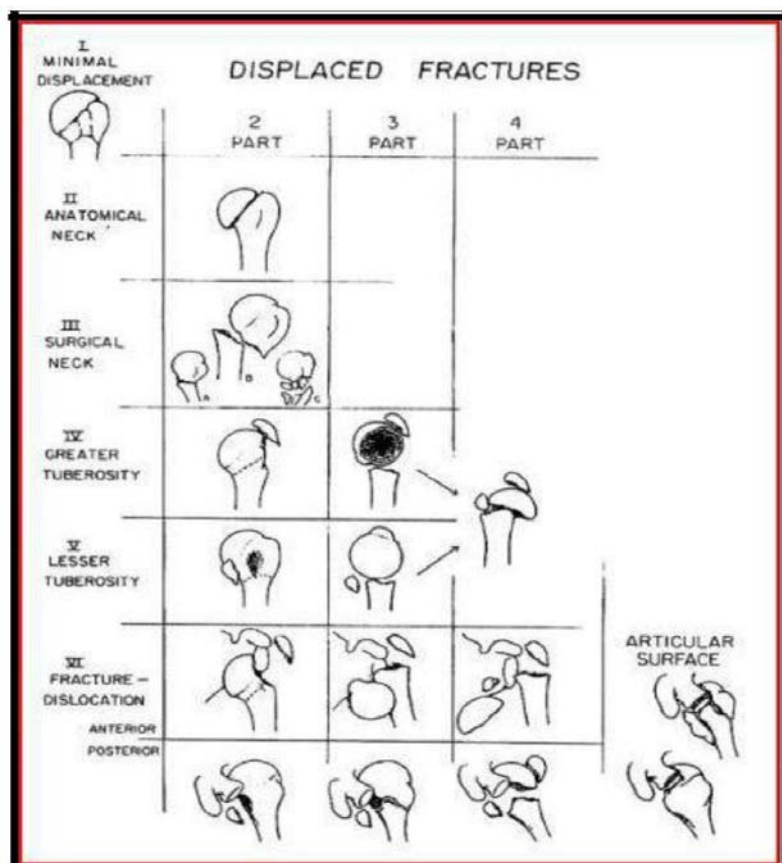 I
MINIMAL
DISPLACEMENT
DISPLACED FRACTURES
2
PART
3
PART
4
PART
II
ANATOMICAL
NECK
III
SURGICAL
NECK
A
B
C
IV
GREATER
TUBEROSITY
V
LESSER
TUBEROSITY
VI
FRACTURE –
DISLOCATION
ARTICULAR
SURFACE
ANTERIOR
POSTERIOR